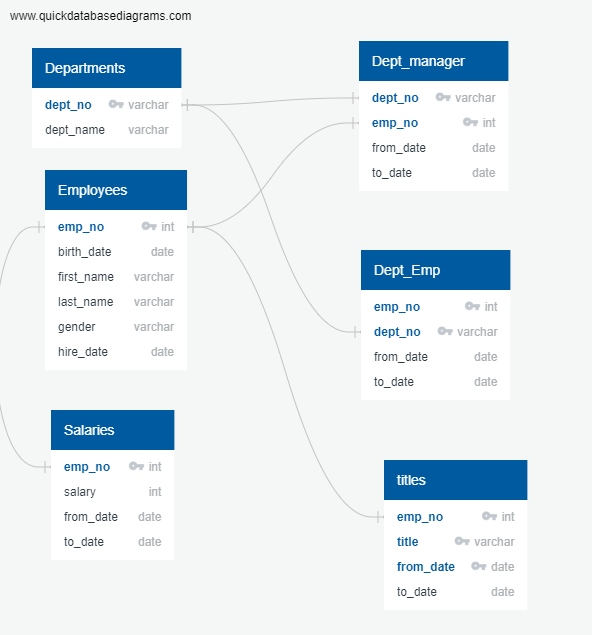 www.quickdatabasediagrams.com
Departments
dept_no varchar
dept_name varchar
Dept_manager
dept_no varchar
emp_no int
from_date date
to_date date
Employees
emp_no int
birth_date date
first_name varchar
last_name varchar
gender varchar
hire_date date
Dept_Emp
emp_no int
dept_no varchar
from_date date
to_date date
Salaries
emp_no int
salary int
from_date date
to_date date
titles
emp_no int
title varchar
from_date date
to_date date